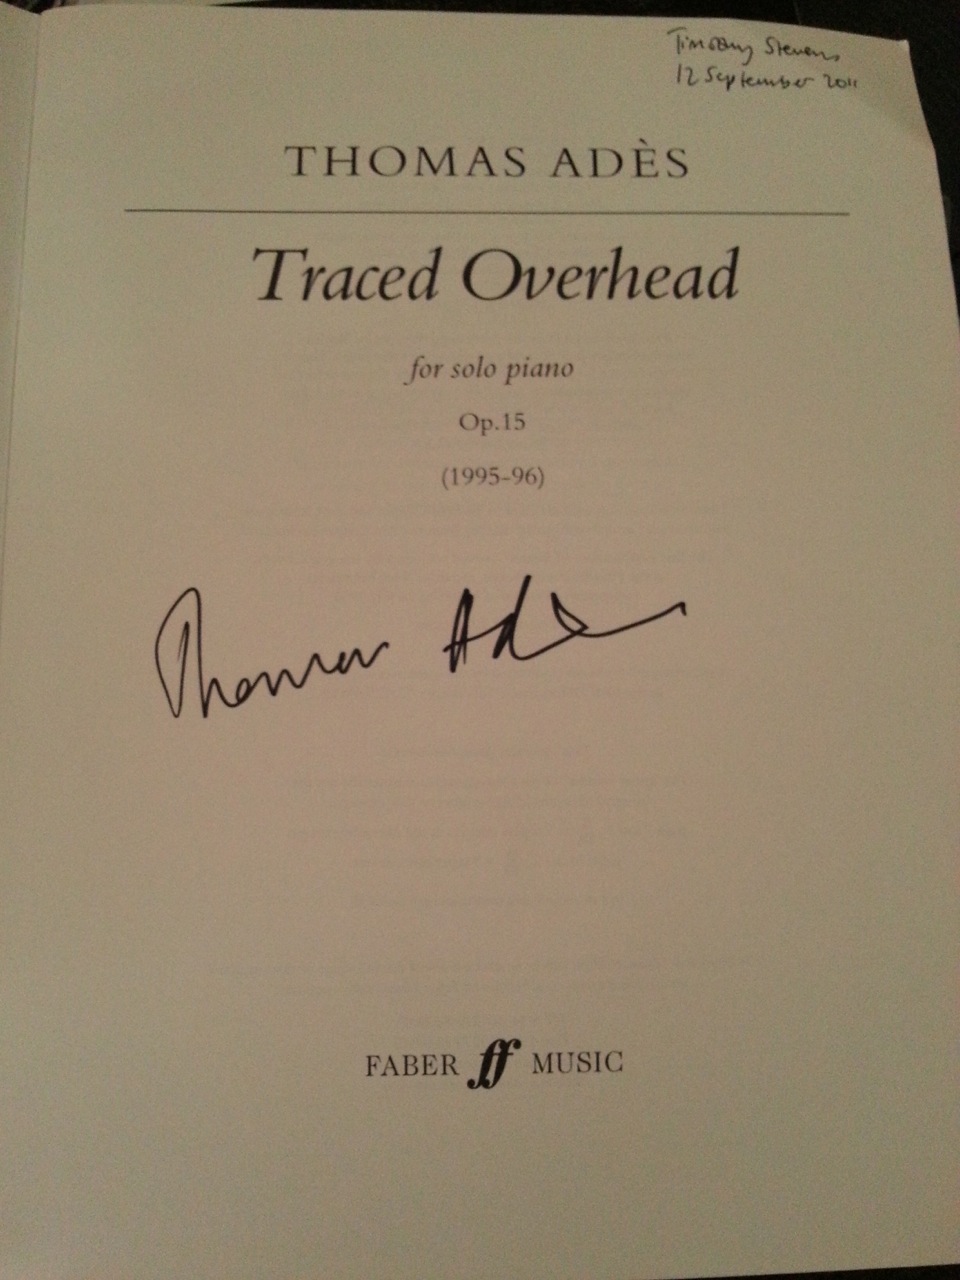 Timothy Stevens
12 September 2011
THOMAS ADÈS
Traced Overhead
for solo piano
Op.15
(1995–96)
Thomas Adès
FABER ff MUSIC